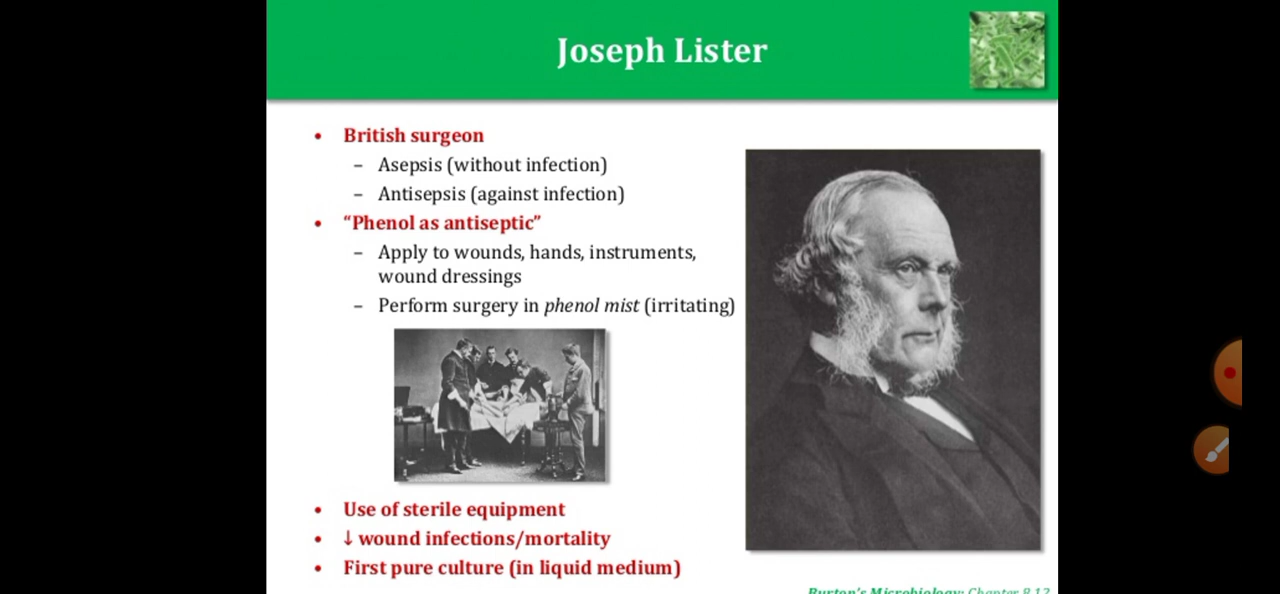 Joseph Lister
• British surgeon
– Asepsis (without infection)
– Antisepsis (against infection)
• “Phenol as antiseptic”
– Apply to wounds, hands, instruments,
wound dressings
– Perform surgery in phenol mist (irritating)
• Use of sterile equipment
• ↓ wound infections/mortality
• First pure culture (in liquid medium)
Burton's Microbiology: Chapter 8,12